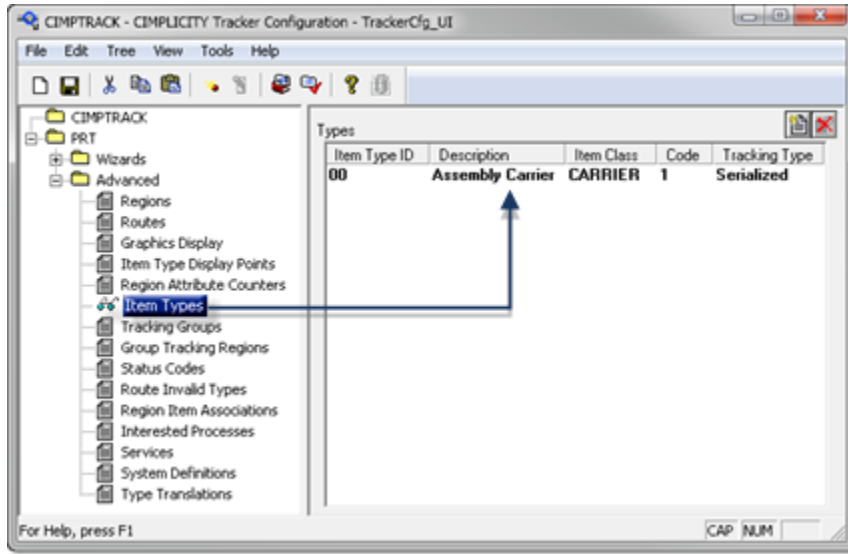 CIMPTRACK - CIMPLICITY Tracker Configuration - TrackerCfg_UI
File Edit Tree View Tools Help
CIMPTRACK
PRT
Wizards
Advanced
Regions
Routes
Graphics Display
Item Type Display Points
Region Attribute Counters
Item Types
Tracking Groups
Group Tracking Regions
Status Codes
Route Invalid Types
Region Item Associations
Interested Processes
Services
System Definitions
Type Translations
Types
Item Type ID Description Item Class Code Tracking Type
00 Assembly Carrier CARRIER 1 Serialized
For Help, press F1
CAP NUM